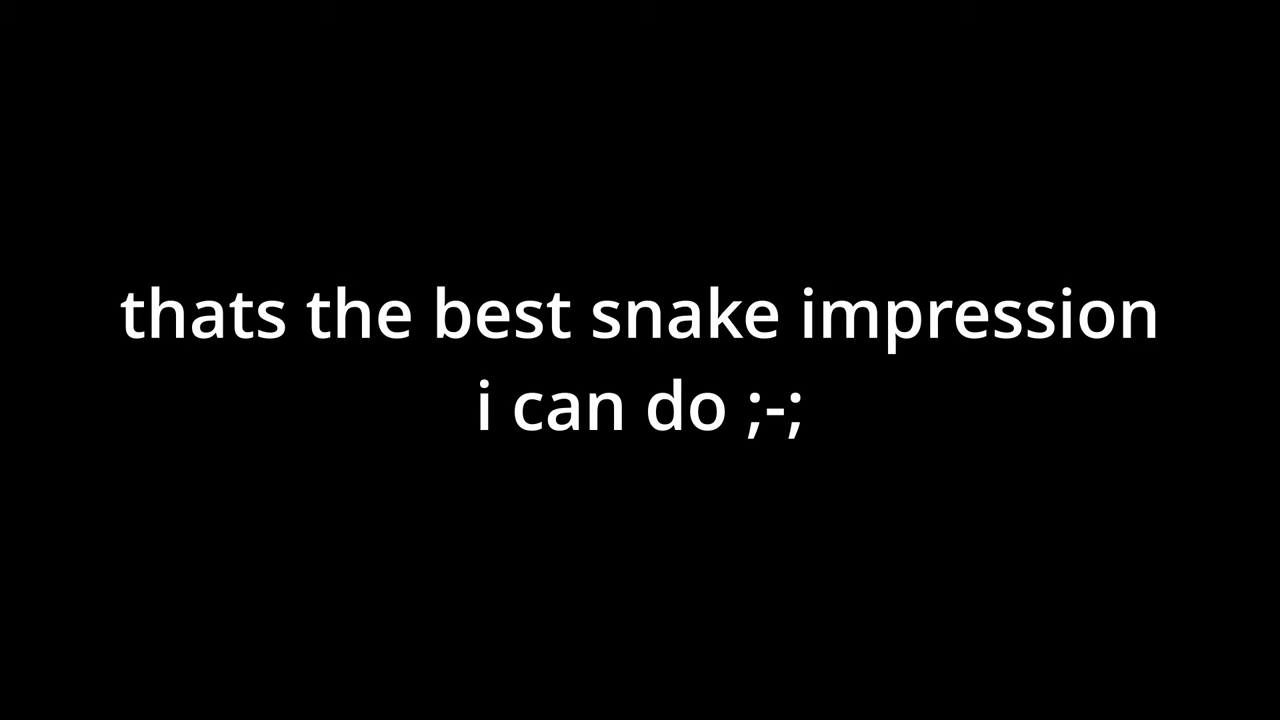 thats the best snake impression
i can do ;-;